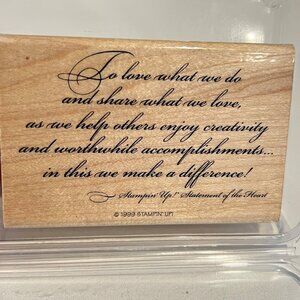 To love what we do
and share what we love,
as we help others enjoy creativity
and worthwhile accomplishments...
in this we make a difference!
Stampin' Up!® Statement of the Heart
© 1999 STAMPIN' UP!